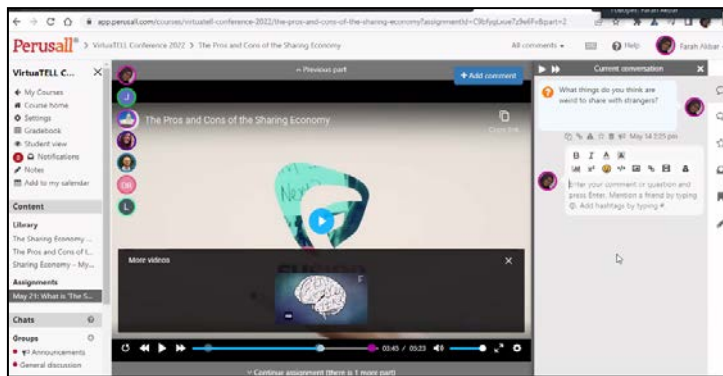 app.perusall.com/courses/virtuatell-conference-2022/the-pros-and-cons-of-the-sharing-economy?assignmentId=
Perusall® > VirtuaTELL Conference 2022 > The Pros and Cons of the Sharing Economy
All comments
Help
Farah Akbar
VirtuaTELL C...
My Courses
Course home
Settings
Gradebook
Student view
Notifications
Notes
Add to my calendar
Content
Library
The Sharing Economy ...
The Pros and Cons of t...
Sharing Economy - My...
Assignments
May 21: What is 'The S...
Chats
Groups
Announcements
General discussion
Previous part
+ Add comment
J
DB
L
The Pros and Cons of the Sharing Economy
Copy link
More videos
03:45 / 05:23
Continue assignment (there is 1 more part)
Current conversation
What things do you think are
weird to share with strangers?
May 14 2:25 pm
B I A A
Enter your comment or question and
press Enter. Mention a friend by typing
@. Add hashtags by typing #.